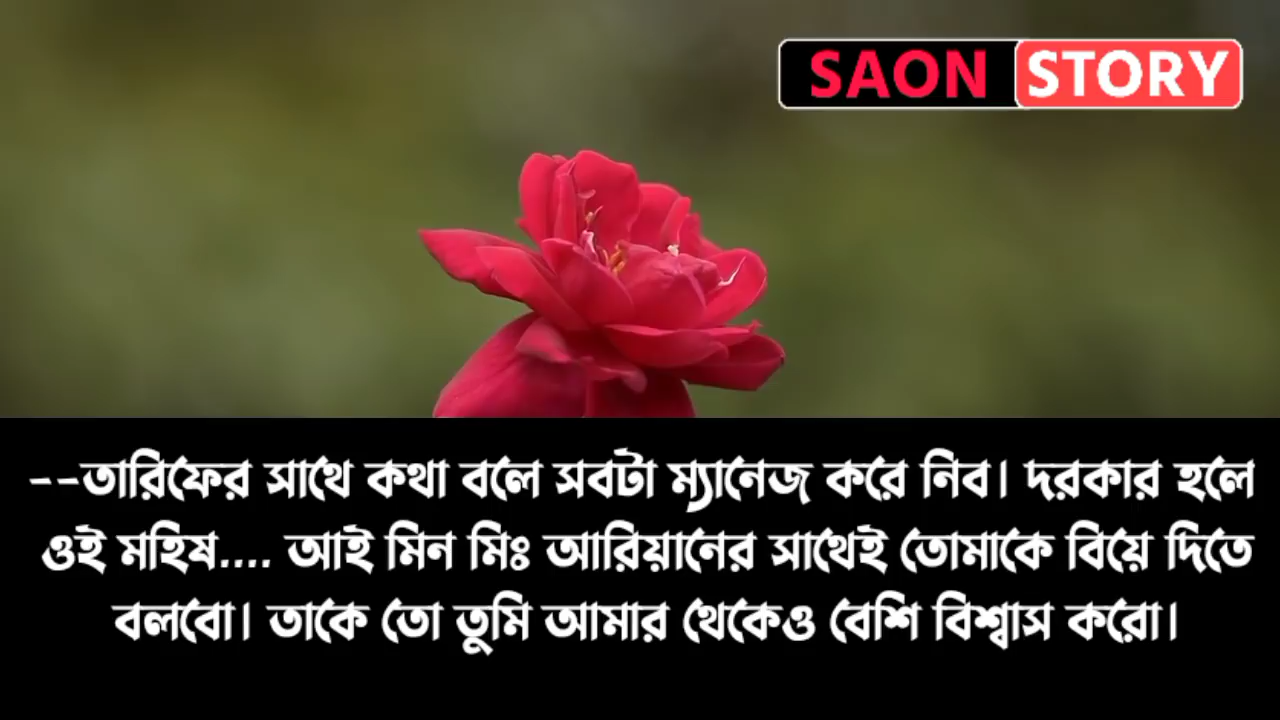 SAON STORY
--তারিফের সাথে কথা বলে সবটা ম্যানেজ করে নিব। দরকার হলে
ওই মহিষ.... আই মিন মিঃ আরিয়ানের সাথেই তোমাকে বিয়ে দিতে
বলবো। তাকে তো তুমি আমার থেকেও বেশি বিশ্বাস করো।